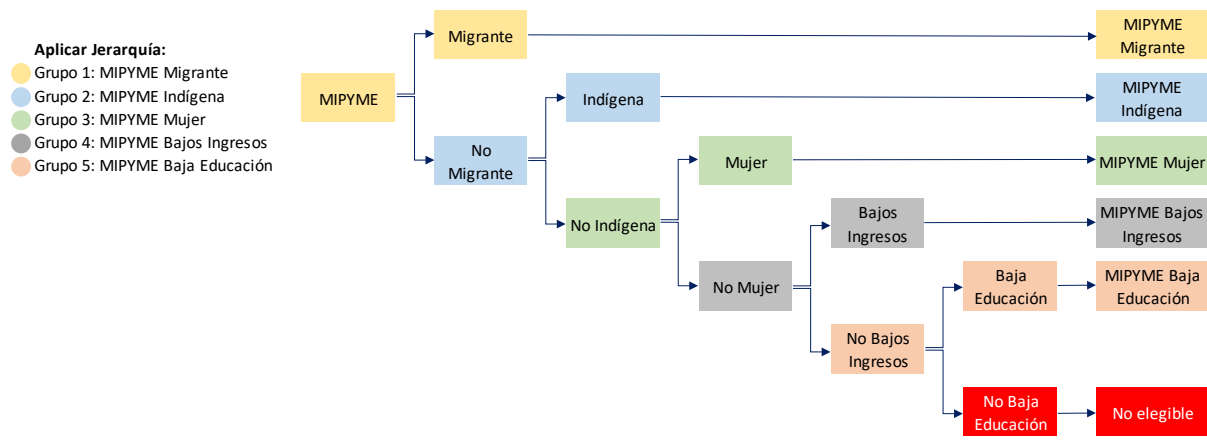 Aplicar Jerarquía:
Grupo 1: MIPYME Migrante
Grupo 2: MIPYME Indígena
Grupo 3: MIPYME Mujer
Grupo 4: MIPYME Bajos Ingresos
Grupo 5: MIPYME Baja Educación
MIPYME
Migrante
MIPYME
Migrante
No
Migrante
Indígena
MIPYME
Indígena
No Indígena
Mujer
MIPYME Mujer
No Mujer
Bajos
Ingresos
MIPYME Bajos
Ingresos
No Bajos
Ingresos
Baja
Educación
MIPYME Baja
Educación
No Baja
Educación
No elegible